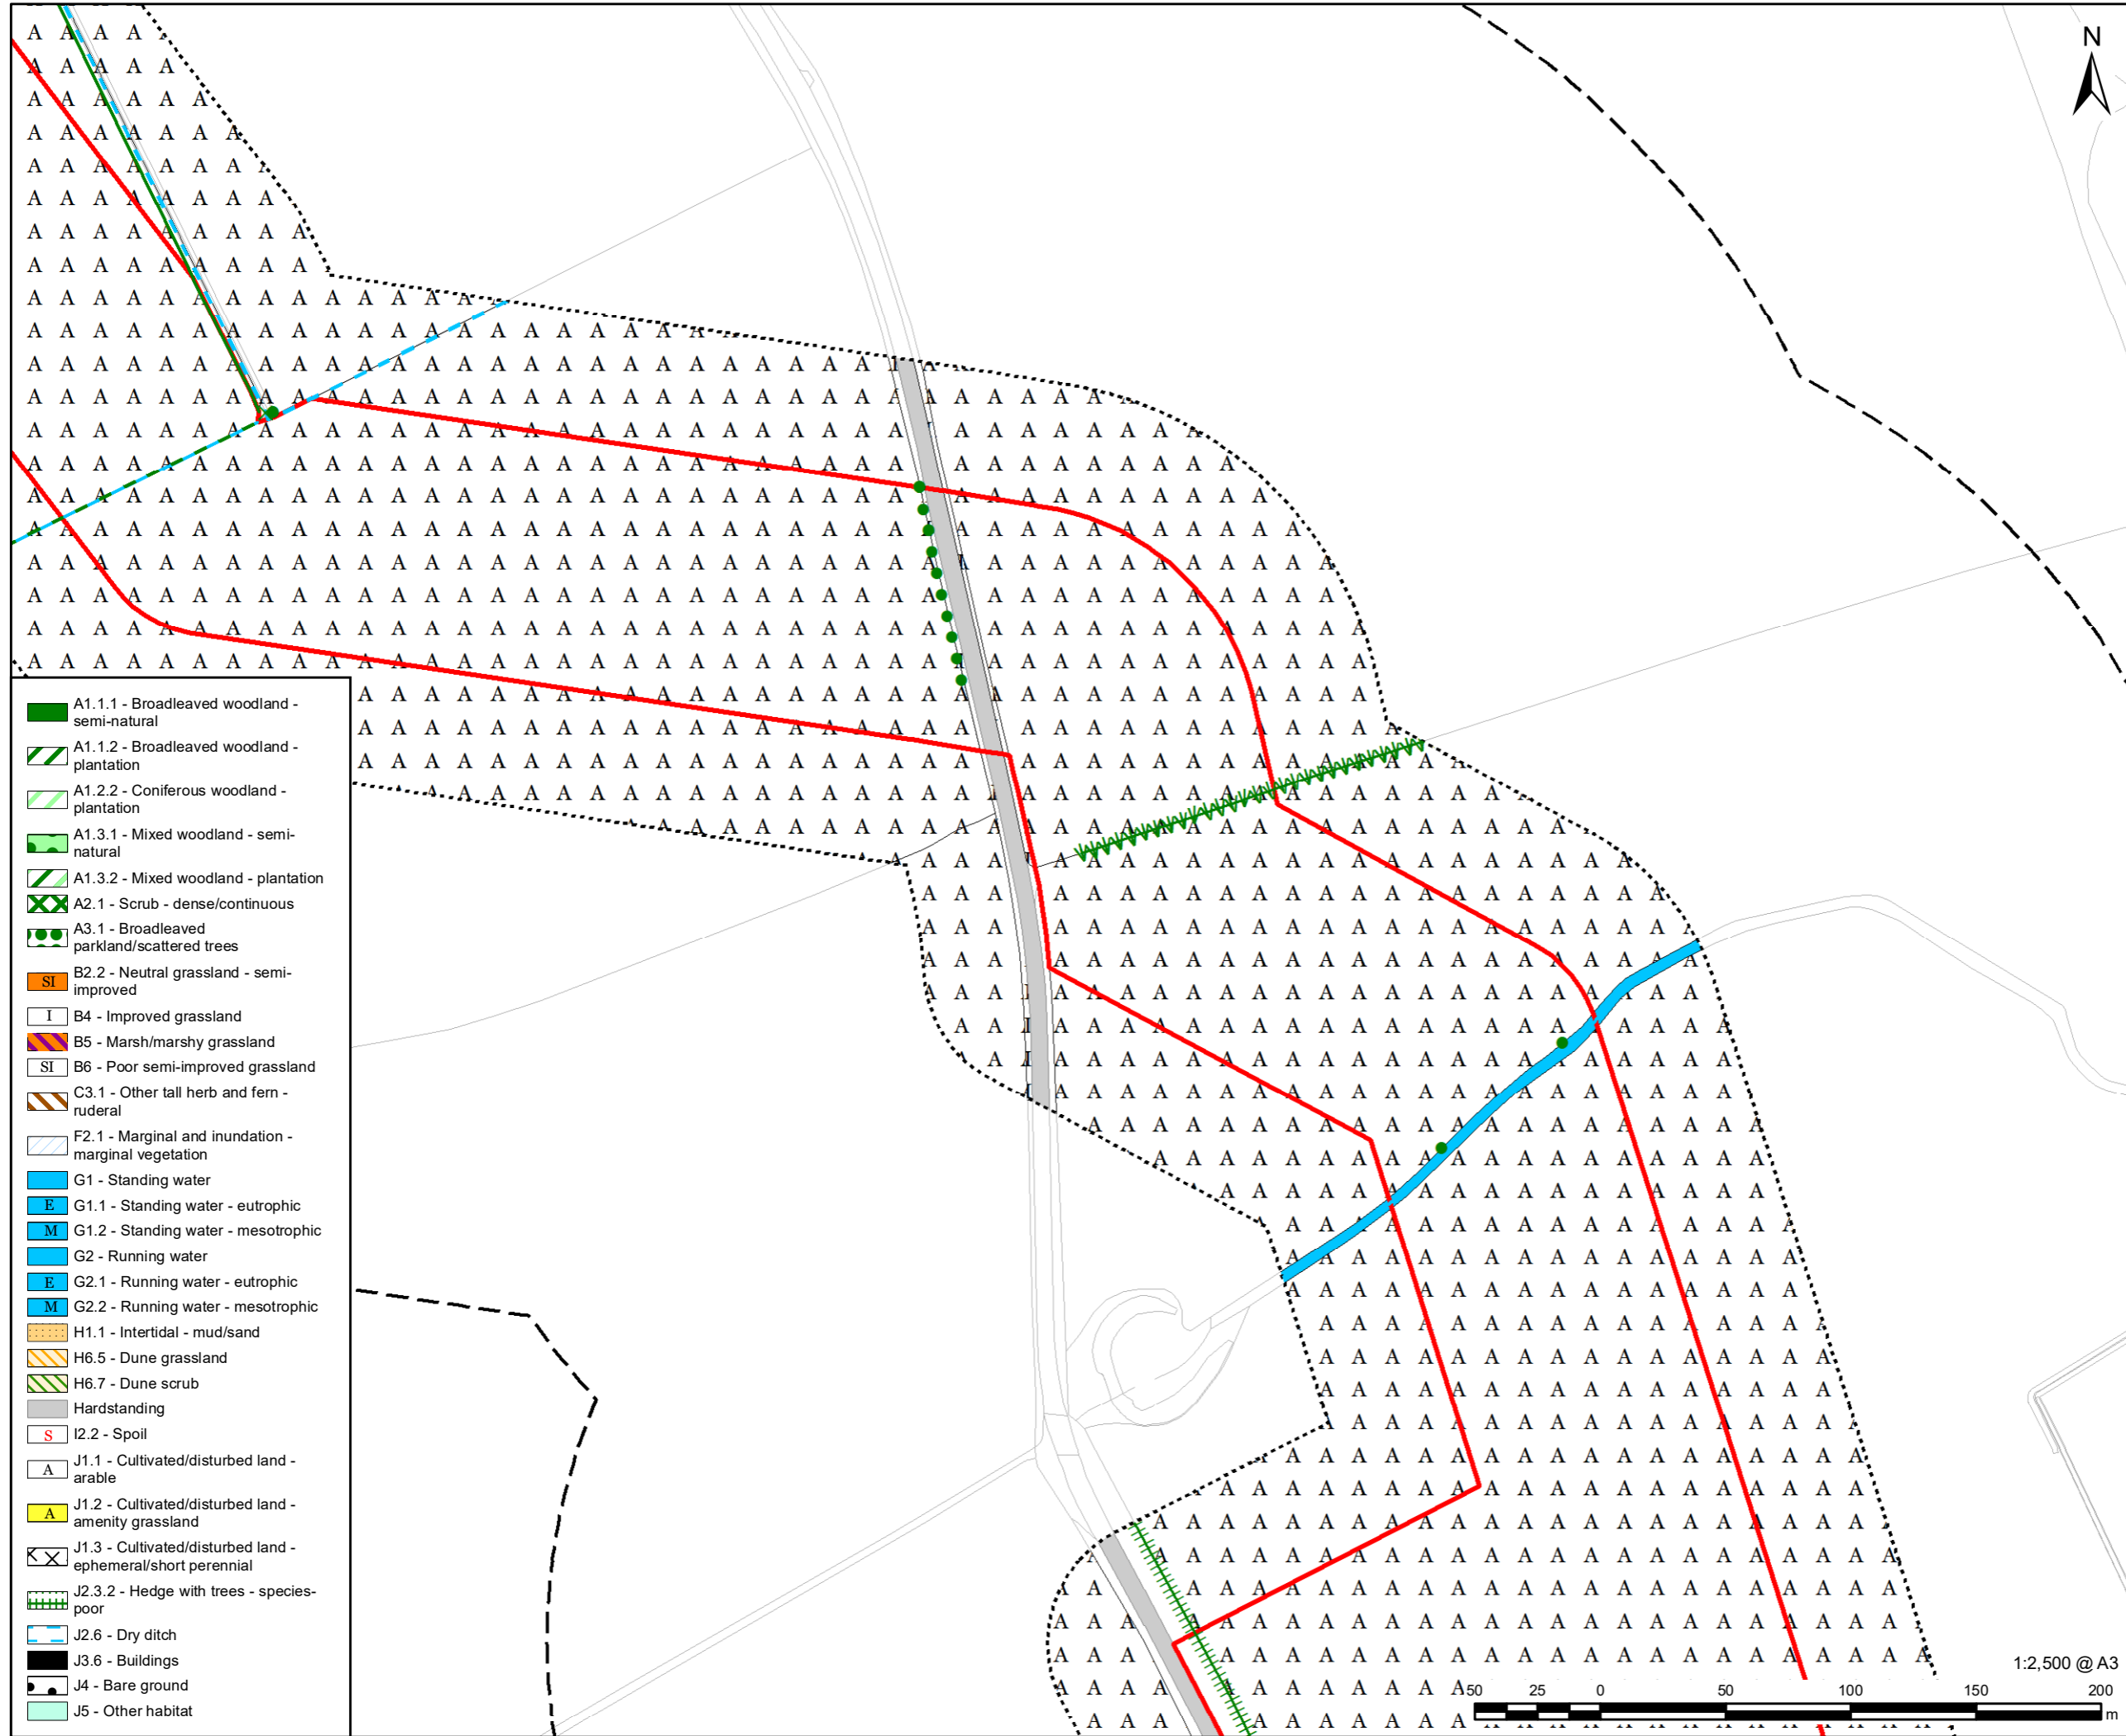 N
A1.1.1 - Broadleaved woodland -
semi-natural
A1.1.2 - Broadleaved woodland -
plantation
A1.2.2 - Coniferous woodland -
plantation
A1.3.1 - Mixed woodland - semi-
natural
A1.3.2 - Mixed woodland - plantation
A2.1 - Scrub - dense/continuous
A3.1 - Broadleaved
parkland/scattered trees
SI B2.2 - Neutral grassland - semi-
improved
I B4 - Improved grassland
B5 - Marsh/marshy grassland
SI B6 - Poor semi-improved grassland
C3.1 - Other tall herb and fern -
ruderal
F2.1 - Marginal and inundation -
marginal vegetation
G1 - Standing water
E G1.1 - Standing water - eutrophic
M G1.2 - Standing water - mesotrophic
G2 - Running water
E G2.1 - Running water - eutrophic
M G2.2 - Running water - mesotrophic
H1.1 - Intertidal - mud/sand
H6.5 - Dune grassland
H6.7 - Dune scrub
Hardstanding
S I2.2 - Spoil
A J1.1 - Cultivated/disturbed land -
arable
A J1.2 - Cultivated/disturbed land -
amenity grassland
J1.3 - Cultivated/disturbed land -
ephemeral/short perennial
J2.3.2 - Hedge with trees - species-
poor
J2.6 - Dry ditch
J3.6 - Buildings
J4 - Bare ground
J5 - Other habitat
1:2,500 @ A3
50 25 0 50 100 150 200
m